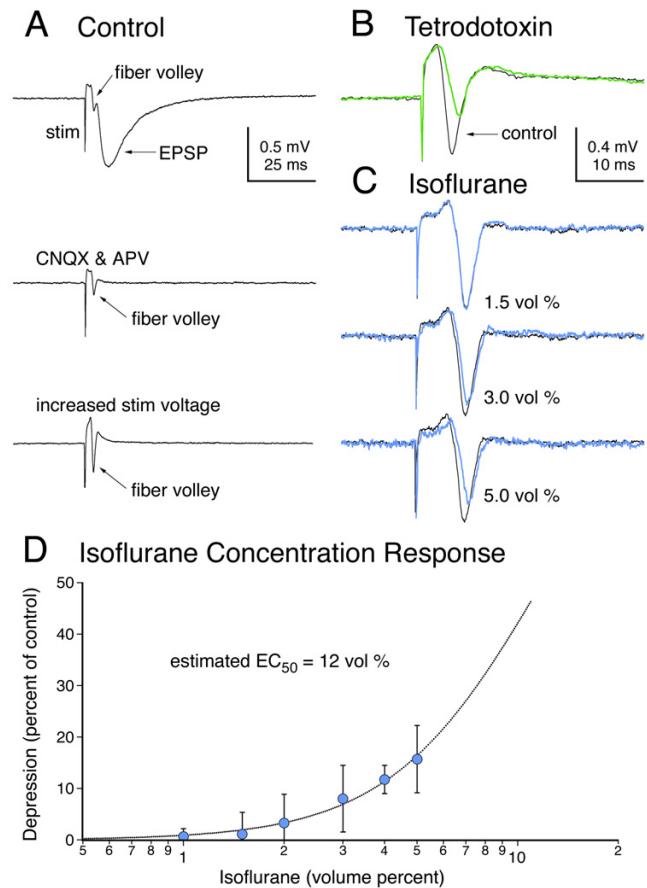 A Control
fiber volley
stim
EPSP
0.5 mV
25 ms
CNQX & APV
fiber volley
increased stim voltage
fiber volley
B Tetrodotoxin
control
0.4 mV
10 ms
C Isoflurane
1.5 vol %
3.0 vol %
5.0 vol %
D Isoflurane Concentration Response
Depression (percent of control)
50
40
30
20
10
0
estimated EC50 = 12 vol %
5 6 7 8 9 1 2 3 4 5 6 7 8 9 10 2
Isoflurane (volume percent)